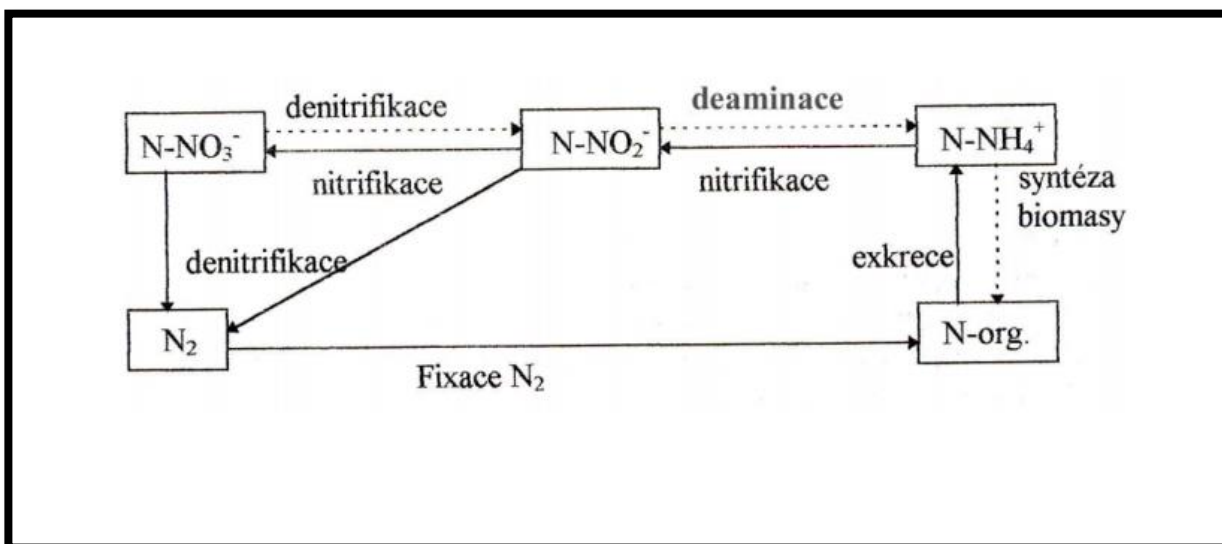 denitrifikace
deaminace
N-NO₃⁻
N-NO₂⁻
N-NH₄⁺
nitrifikace
nitrifikace
syntéza
biomasy
denitrifikace
exkrece
N₂
N-org.
Fixace N₂